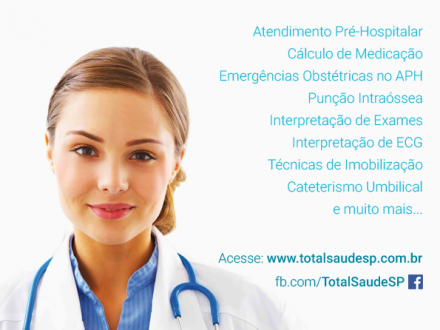 Atendimento Pré-Hospitalar
Cálculo de Medicação
Emergências Obstétricas no APH
Punção Intraóssea
Interpretação de Exames
Interpretação de ECG
Técnicas de Imobilização
Cateterismo Umbilical
e muito mais...
Acesse: www.totalsaudesp.com.br
fb.com/TotalSaudeSP